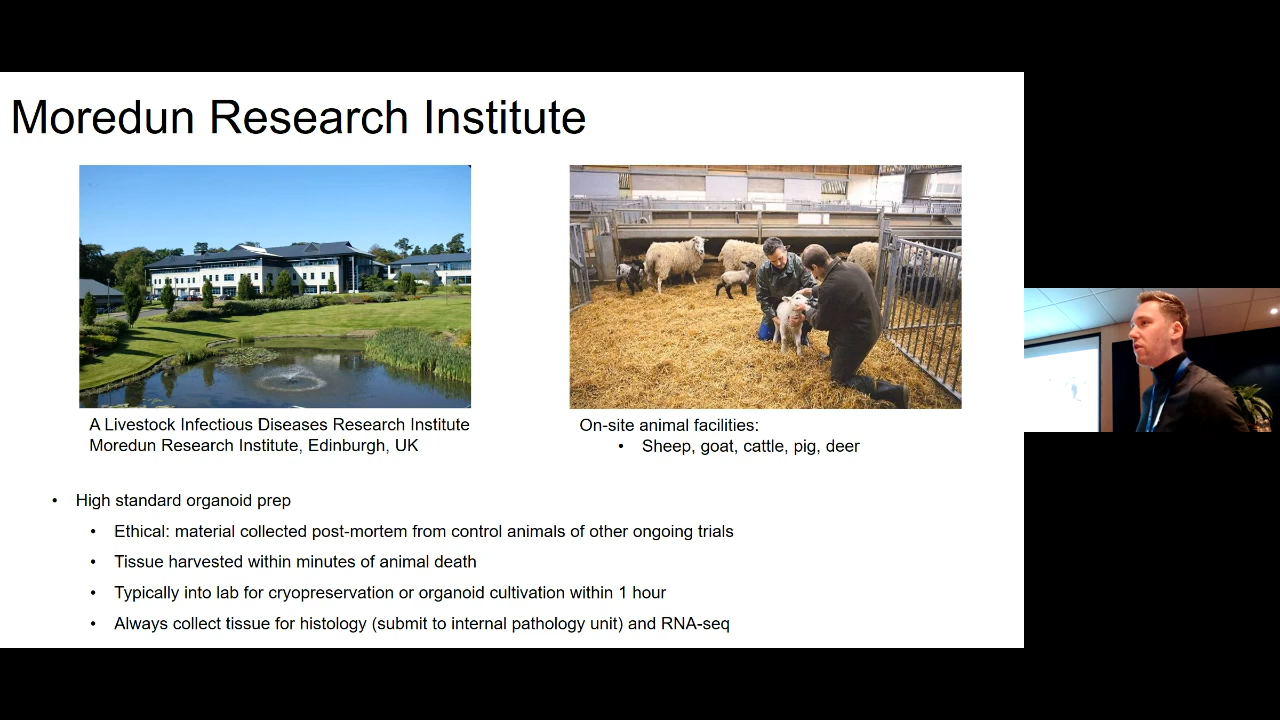 Moredun Research Institute
A Livestock Infectious Diseases Research Institute
Moredun Research Institute, Edinburgh, UK
On-site animal facilities:
• Sheep, goat, cattle, pig, deer
• High standard organoid prep
• Ethical: material collected post-mortem from control animals of other ongoing trials
• Tissue harvested within minutes of animal death
• Typically into lab for cryopreservation or organoid cultivation within 1 hour
• Always collect tissue for histology (submit to internal pathology unit) and RNA-seq